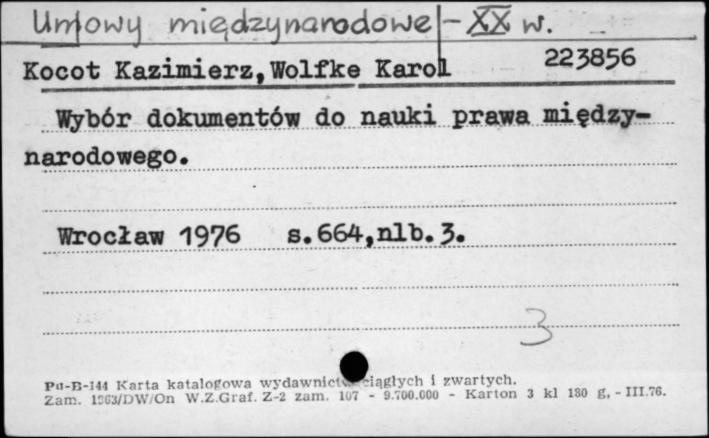 Umowy międzynarodowe - XX w.
Kocot Kazimierz, Wolfke Karol 223856
Wybór dokumentów do nauki prawa między-
narodowego.
Wrocław 1976 s. 664, nlb. 3.
3
Pu-B-144 Karta katalogowa wydawnictw ciągłych i zwartych.
Zam. 1963/DW/On W.Z.Graf. Z-2 zam. 107 - 9.700.000 - Karton 3 kl 180 g, - III.76.